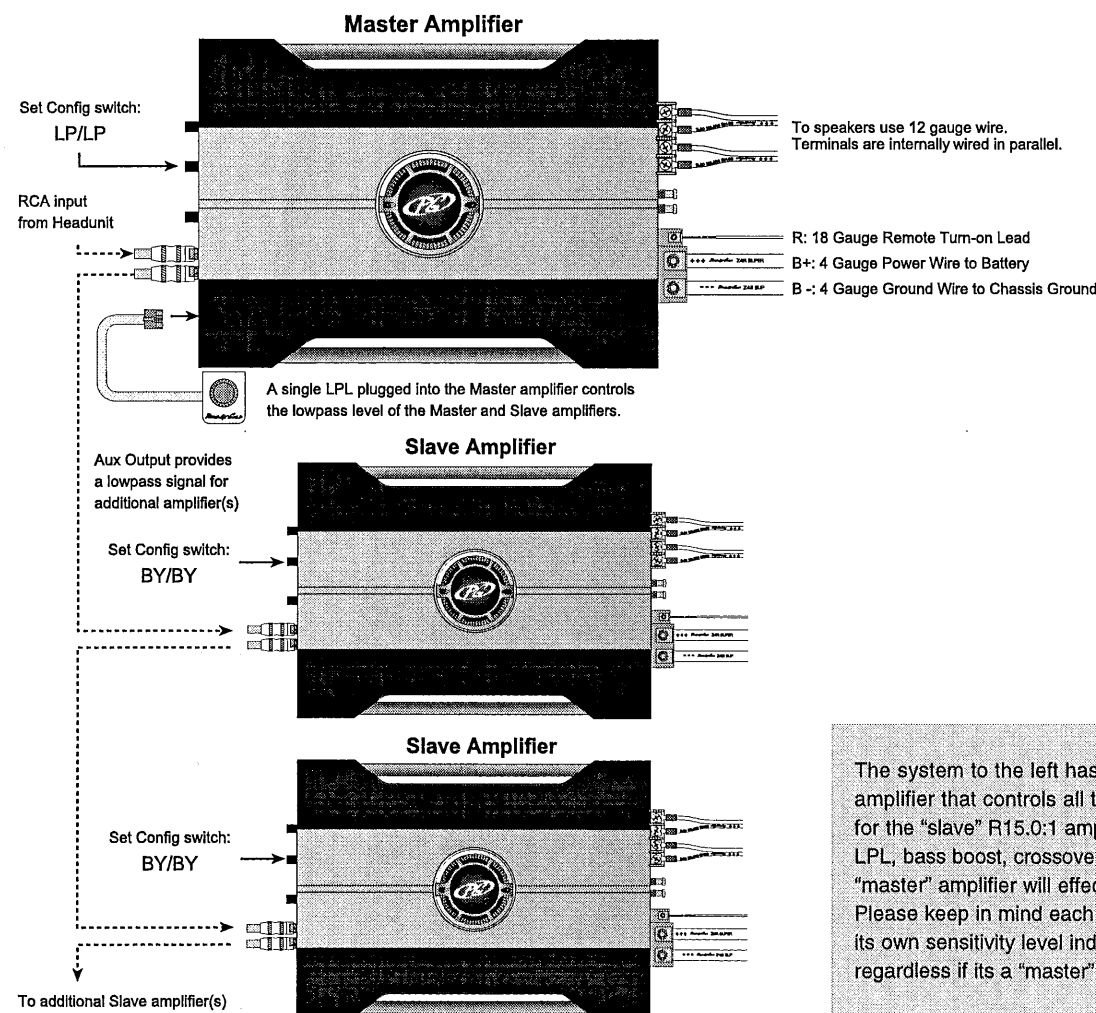 Master Amplifier
Set Config switch:
LP/LP
RCA input
from Headunit
To speakers use 12 gauge wire.
Terminals are internally wired in parallel.
R: 18 Gauge Remote Turn-on Lead
B+: 4 Gauge Power Wire to Battery
B -: 4 Gauge Ground Wire to Chassis Ground
A single LPL plugged into the Master amplifier controls
the lowpass level of the Master and Slave amplifiers.
Aux Output provides
a lowpass signal for
additional amplifier(s)
Slave Amplifier
Set Config switch:
BY/BY
Slave Amplifier
Set Config switch:
BY/BY
To additional Slave amplifier(s)
The system to the left has
amplifier that controls all t
for the “slave” R15.0:1 amp
LPL, bass boost, crossove
“master” amplifier will effec
Please keep in mind each
its own sensitivity level ind
regardless if its a “master”